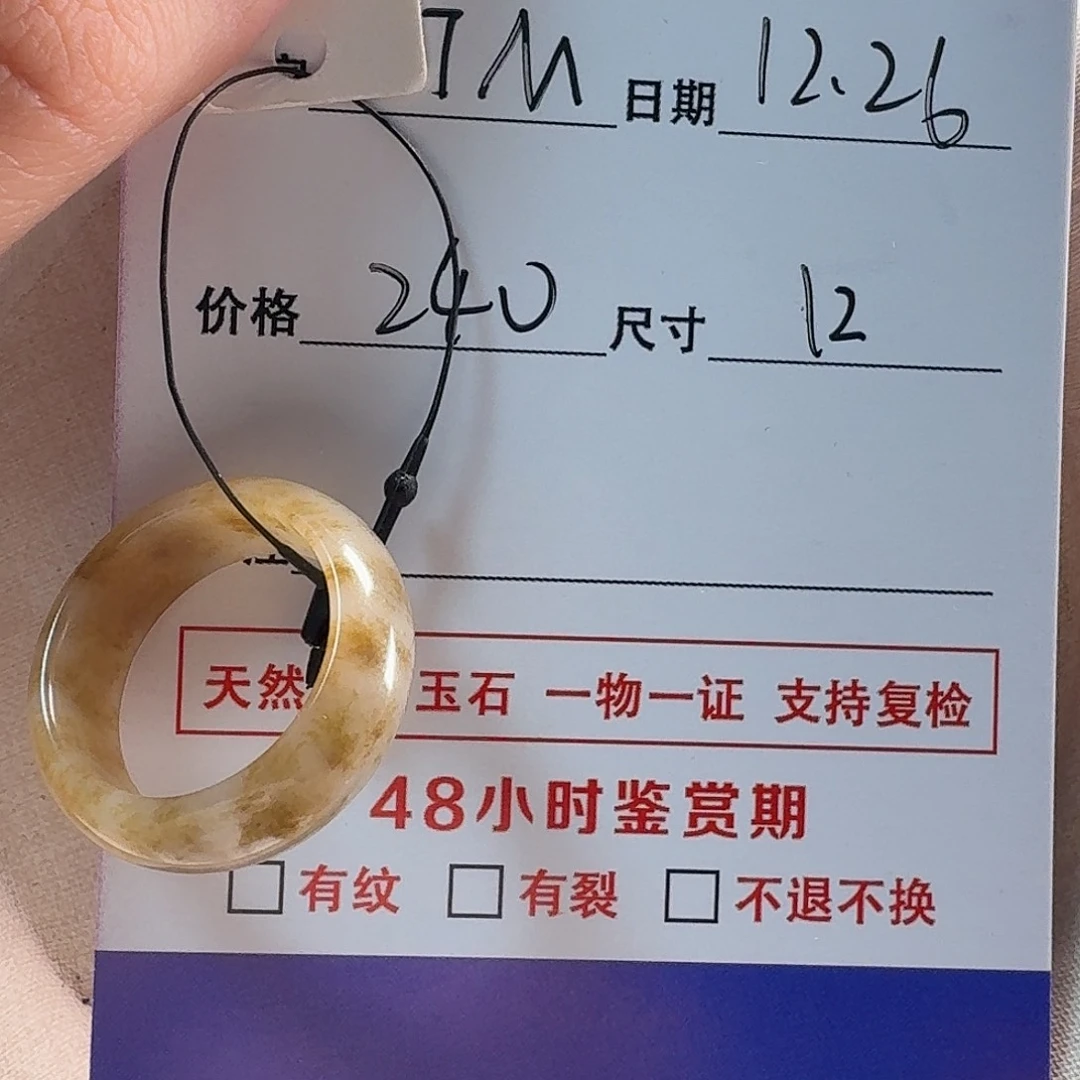 TM 日期 12.26
价格 240 尺寸 12
天然 玉石 一物一证 支持复检
48小时鉴赏期
□有纹 □有裂 □不退不换